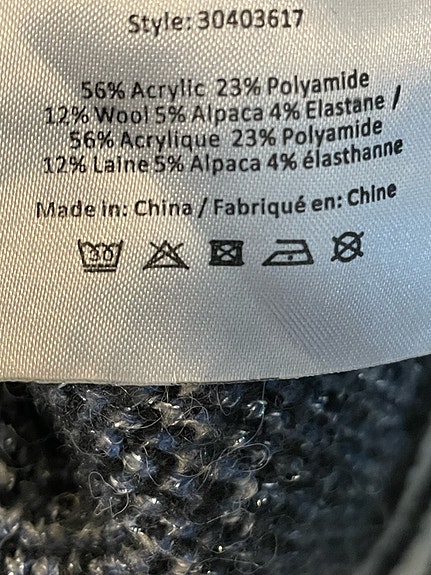 Style: 30403617
56% Acrylic 23% Polyamide
12% Wool 5% Alpaca 4% Elastane /
56% Acrylique 23% Polyamide
12% Laine 5% Alpaca 4% élasthanne
Made in: China / Fabriqué en: Chine
30